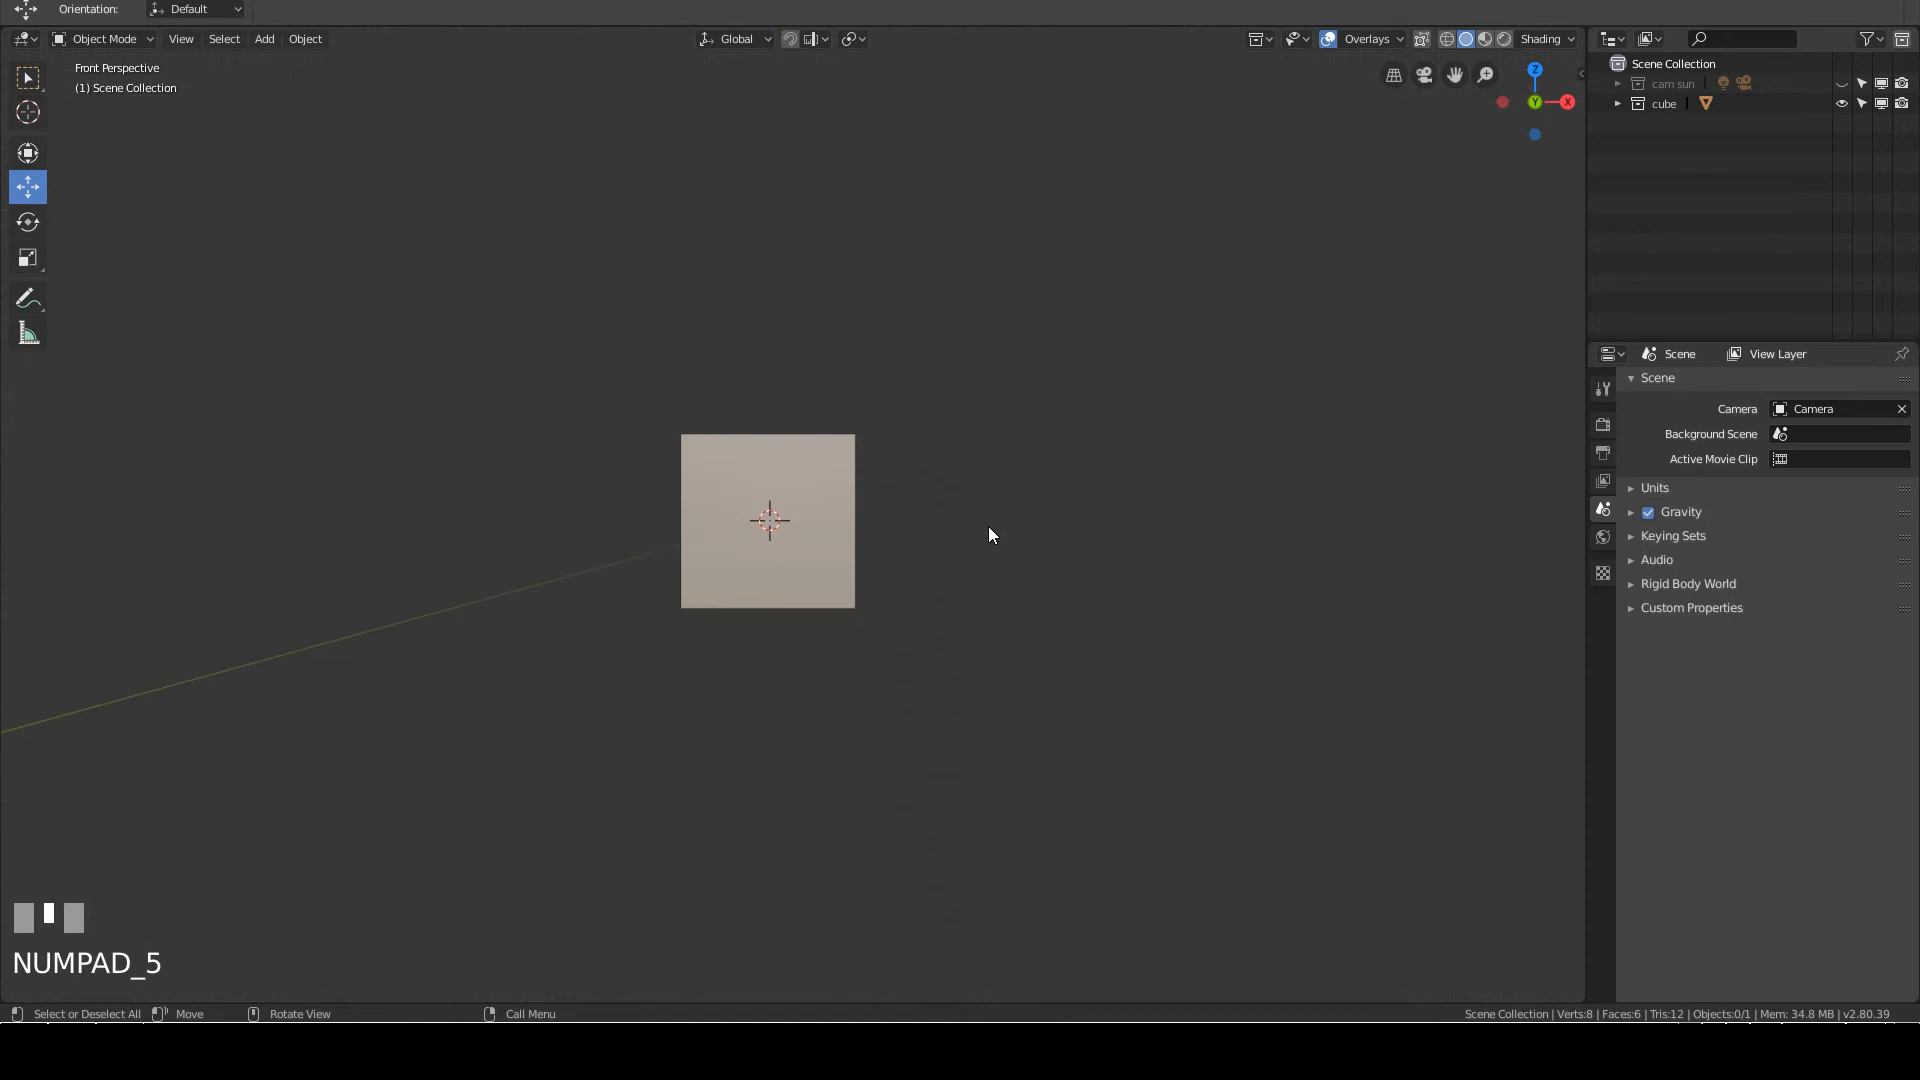 Orientation: Default
Object Mode View Select Add Object Global Overlays Shading
Front Perspective
(1) Scene Collection
Z
Y X
Scene Collection
cam sun
cube
Scene View Layer
Scene
Camera Camera
Background Scene
Active Movie Clip
Units
Gravity
Keying Sets
Audio
Rigid Body World
Custom Properties
NUMPAD_5
Select or Deselect All Move Rotate View Call Menu Scene Collection | Verts:8 | Faces:6 | Tris:12 | Objects:0/1 | Mem: 34.8 MB | v2.80.39